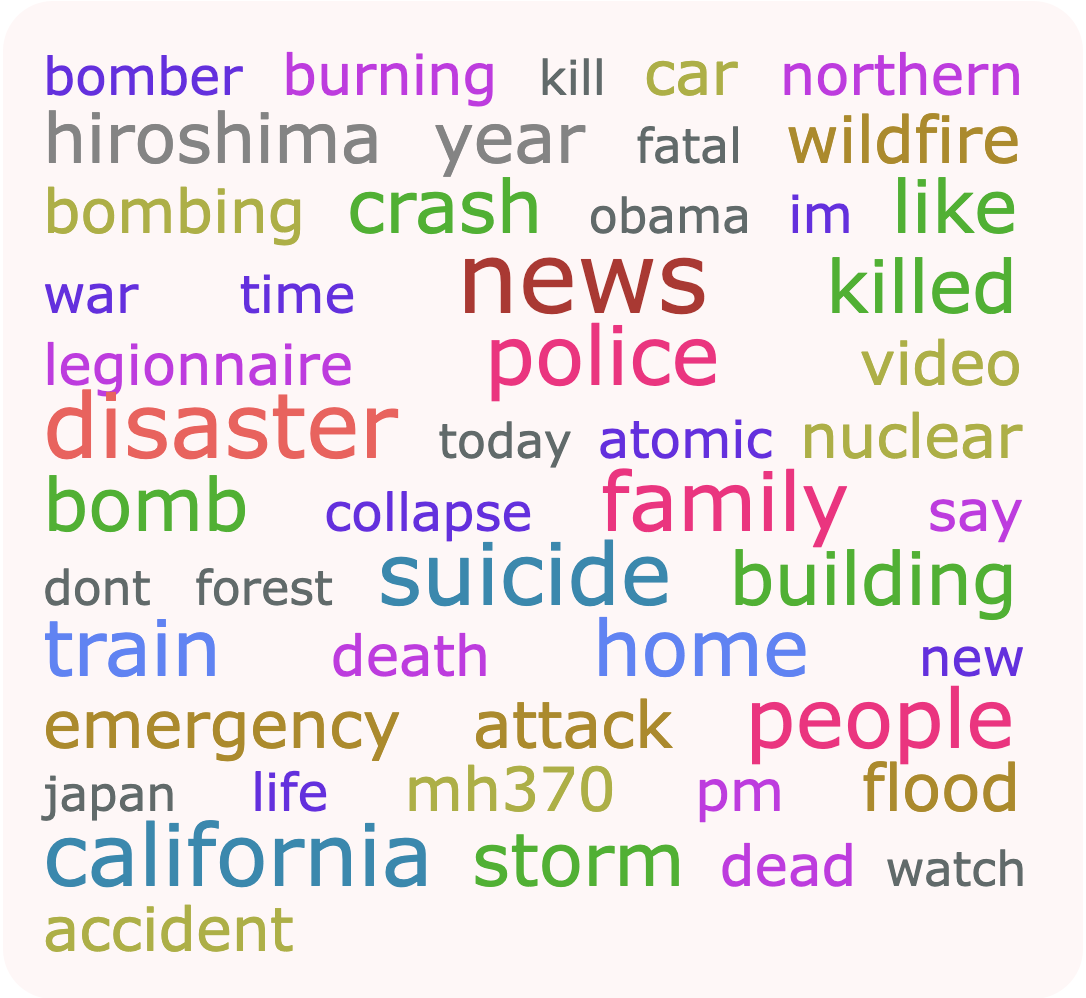 bomber burning kill car northern
hiroshima year fatal wildfire
bombing crash obama im like
war time news killed
legionnaire police video
disaster today atomic nuclear
bomb collapse family say
dont forest suicide building
train death home new
emergency attack people
japan life mh370 pm flood
california storm dead watch
accident